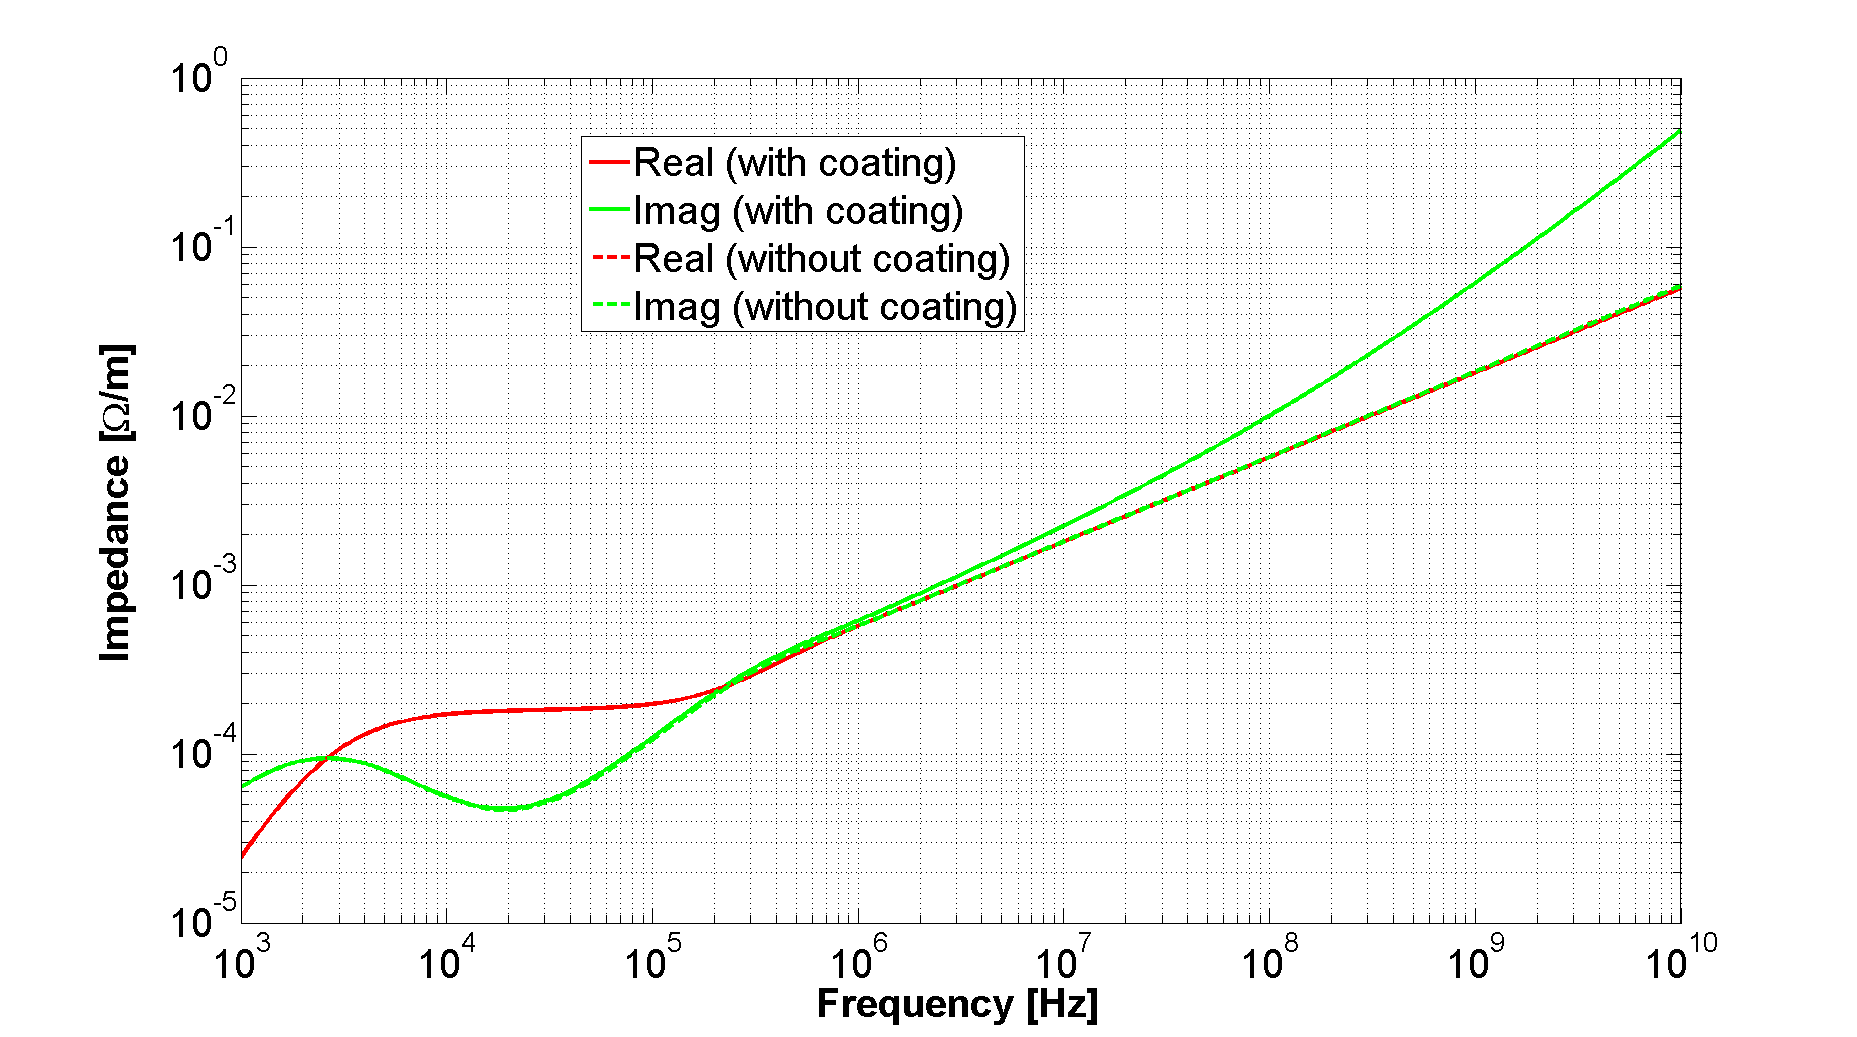 10^0
10^-1
10^-2
10^-3
10^-4
10^-5
Impedance [Ω/m]
Real (with coating)
Imag (with coating)
Real (without coating)
Imag (without coating)
10^3 10^4 10^5 10^6 10^7 10^8 10^9 10^10
Frequency [Hz]